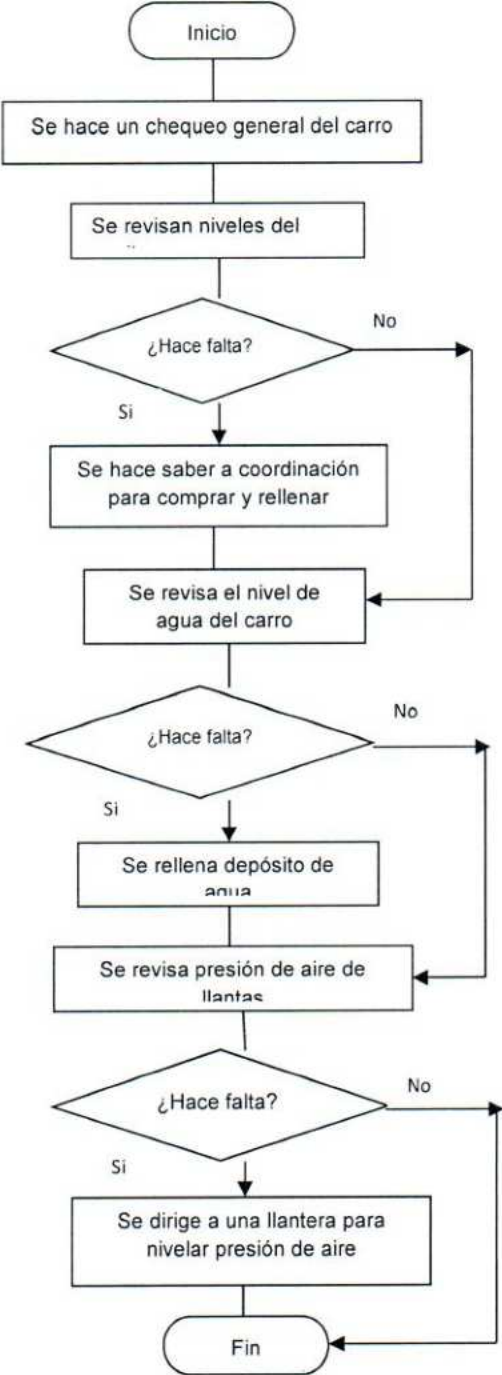 Inicio
Se hace un chequeo general del carro
Se revisan niveles del
¿Hace falta?
No
Si
Se hace saber a coordinación
para comprar y rellenar
Se revisa el nivel de
agua del carro
¿Hace falta?
No
Si
Se rellena depósito de
agua
Se revisa presión de aire de
llantas
¿Hace falta?
No
Si
Se dirige a una llantera para
nivelar presión de aire
Fin